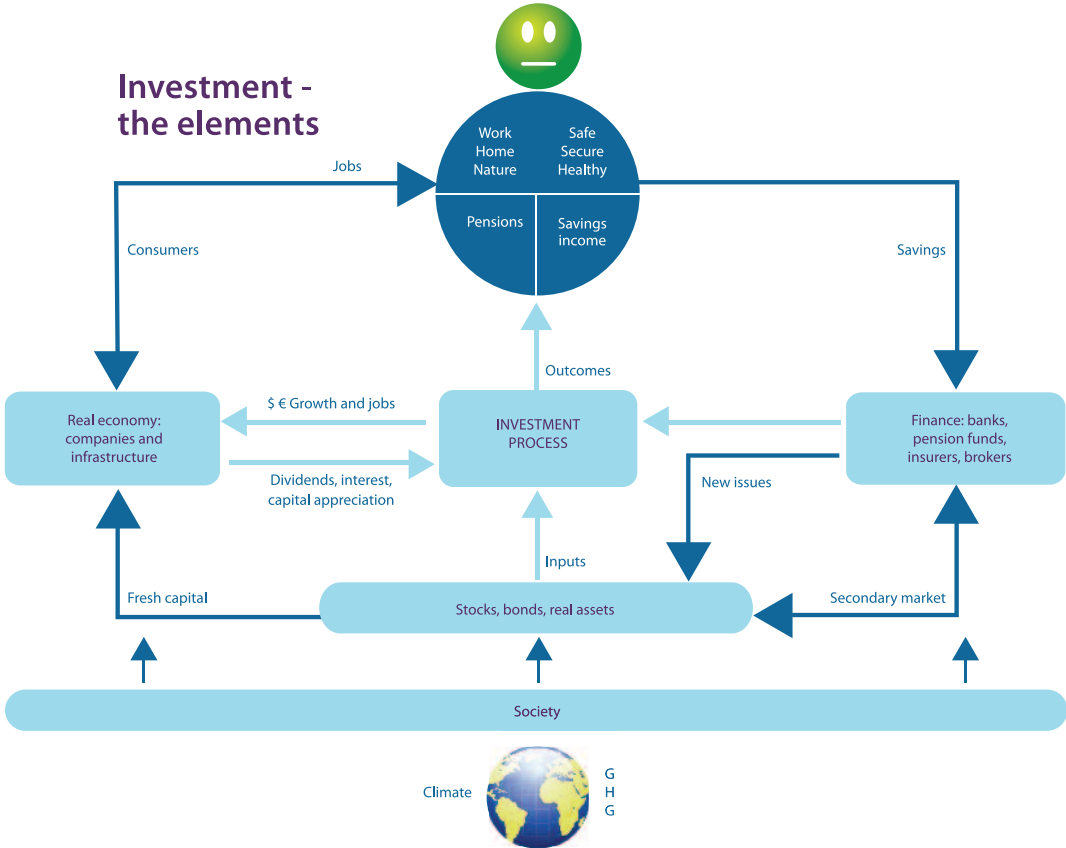 Investment -
the elements
Work
Home
Nature
Safe
Secure
Healthy
Jobs
Pensions
Savings
income
Consumers
Savings
Outcomes
Real economy:
companies and
infrastructure
$ € Growth and jobs
INVESTMENT
PROCESS
Finance: banks,
pension funds,
insurers, brokers
Dividends, interest,
capital appreciation
New issues
Inputs
Fresh capital
Stocks, bonds, real assets
Secondary market
Society
Climate
G
H
G